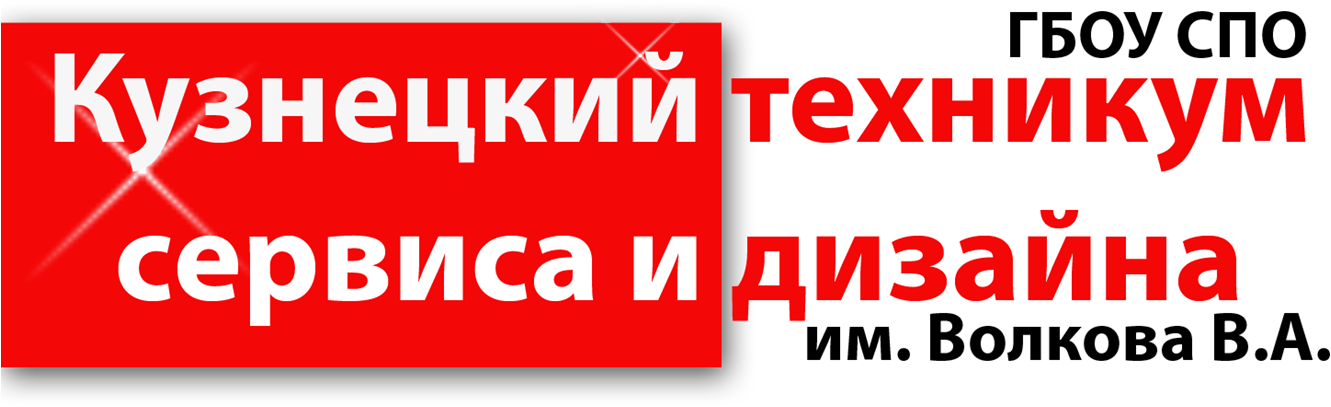 ГБОУ СПО
Кузнецкий техникум
сервиса и дизайна
им. Волкова В.А.